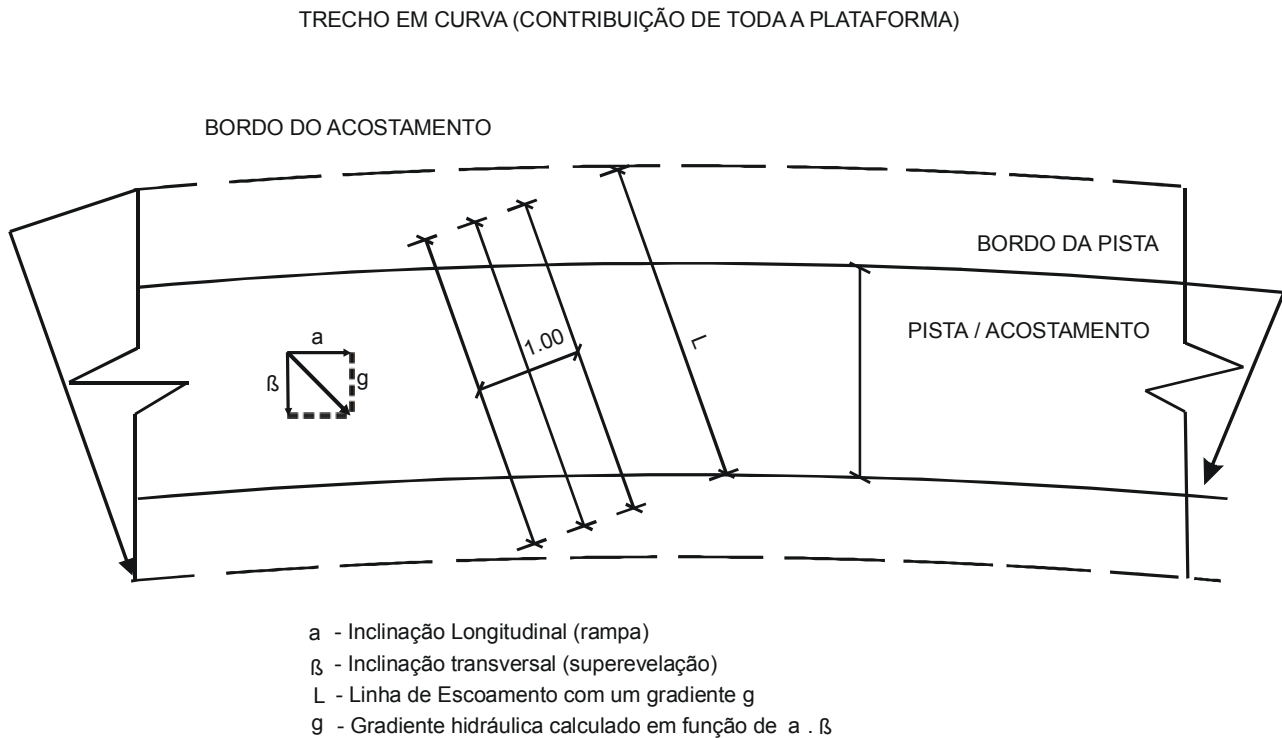 TRECHO EM CURVA (CONTRIBUIÇÃO DE TODA A PLATAFORMA)
BORDO DO ACOSTAMENTO
BORDO DA PISTA
PISTA / ACOSTAMENTO
1.00
L
a
ß
g
a - Inclinação Longitudinal (rampa)
ß - Inclinação transversal (superevelação)
L - Linha de Escoamento com um gradiente g
g - Gradiente hidráulica calculado em função de a . ß